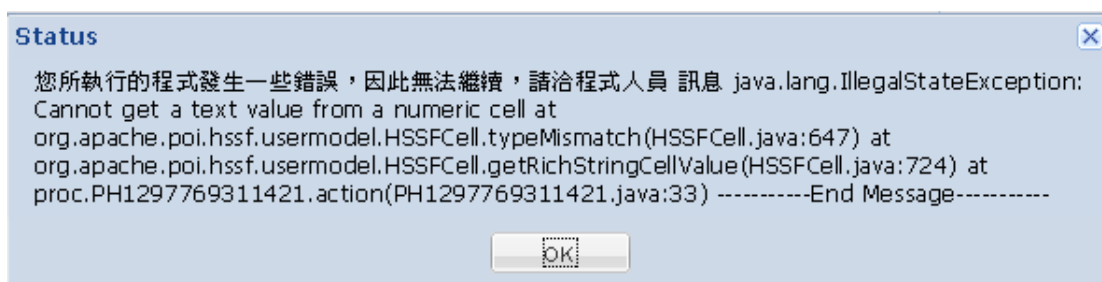 Status
您所執行的程式發生一些錯誤，因此無法繼續，請洽程式人員 訊息 java.lang.IllegalStateException:
Cannot get a text value from a numeric cell at
org.apache.poi.hssf.usermodel.HSSFCell.typeMismatch(HSSFCell.java:647) at
org.apache.poi.hssf.usermodel.HSSFCell.getRichStringCellValue(HSSFCell.java:724) at
proc.PH1297769311421.action(PH1297769311421.java:33) -----------End Message-----------
OK